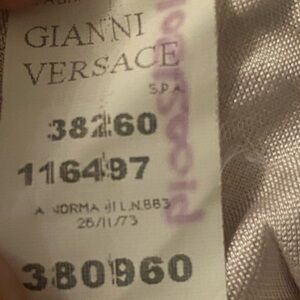 GIANNI
VERSACE
S.P.A.
38260
116497
A NORMA DI L.N.883
26/11/73
380960